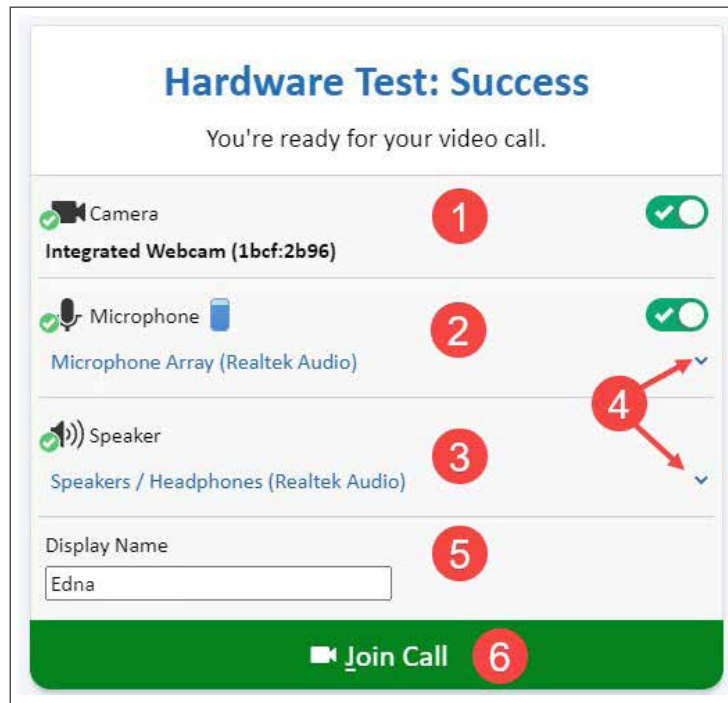 Hardware Test: Success
You're ready for your video call.
Camera
1
Integrated Webcam (1bcf:2b96)
Microphone
2
Microphone Array (Realtek Audio)
4
Speaker
3
Speakers / Headphones (Realtek Audio)
Display Name
5
Edna
Join Call
6